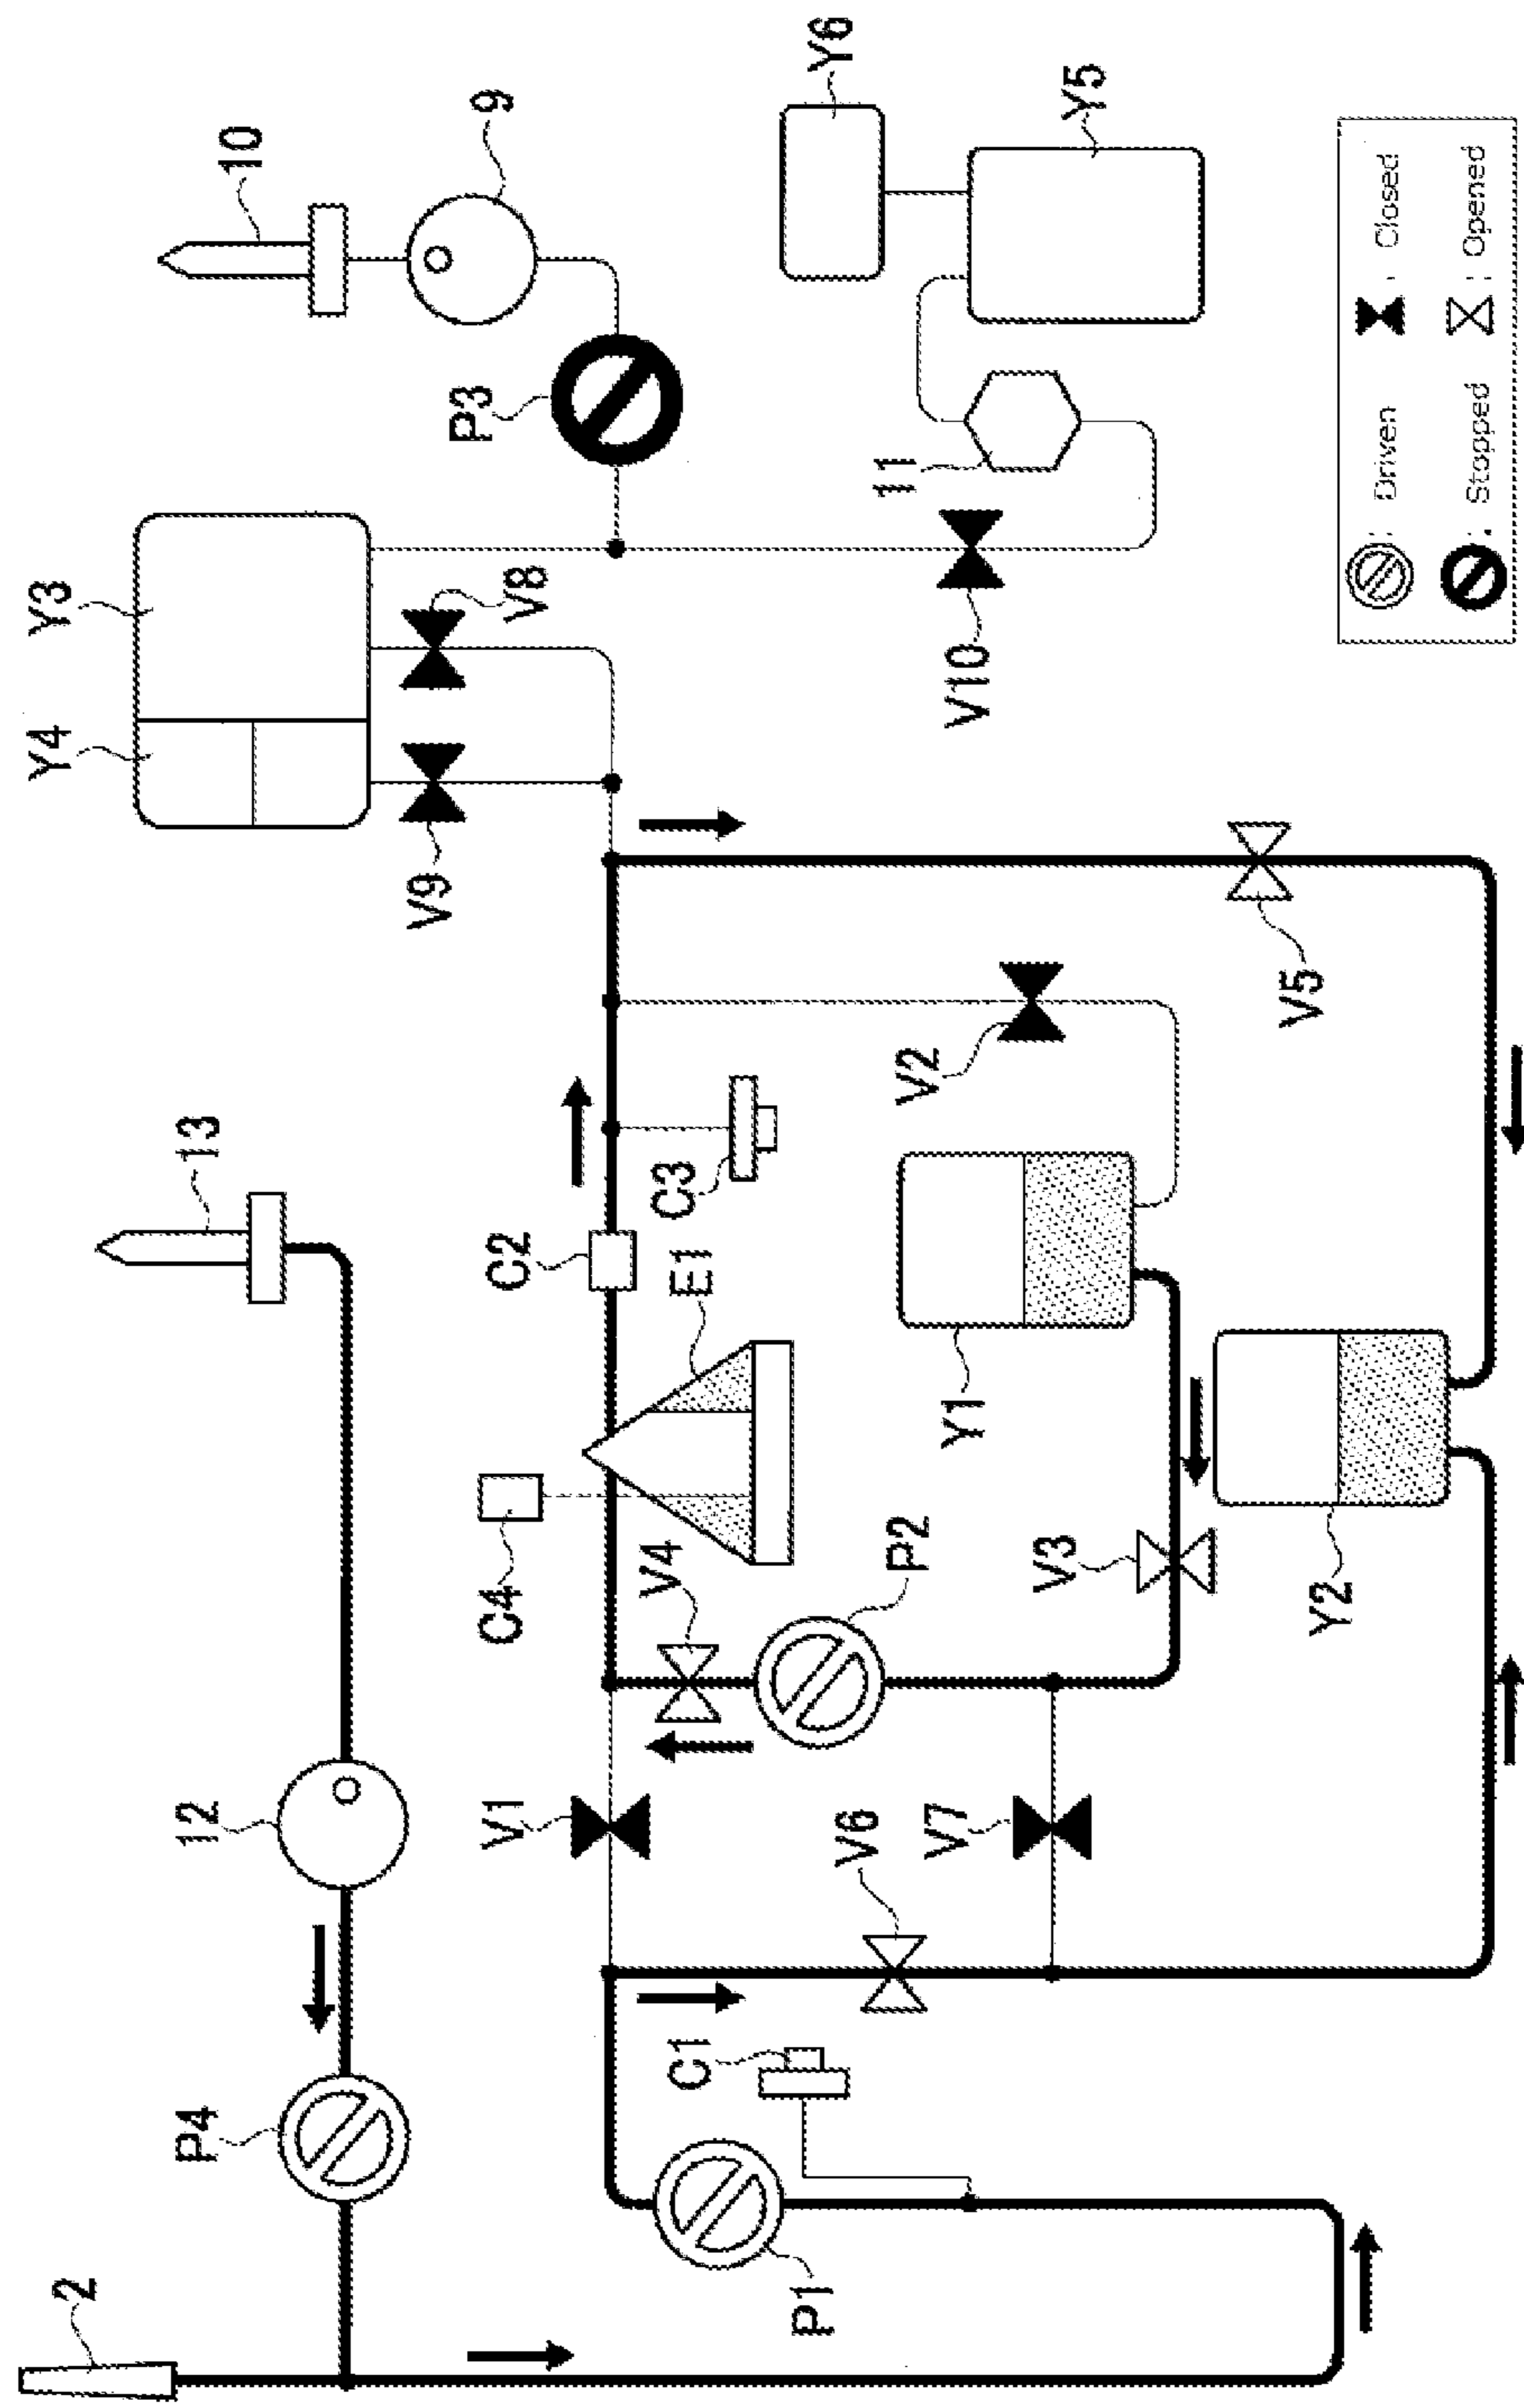 2
P4
12
13
10
9
P3
Y3
Y4
V8
V9
V10
11
Y6
Y5
C4
C2
E1
C3
V4
P2
V1
V2
Y1
V3
Y2
V5
V6
V7
C1
P1
: Driven
: Closed
: Stopped
: Opened